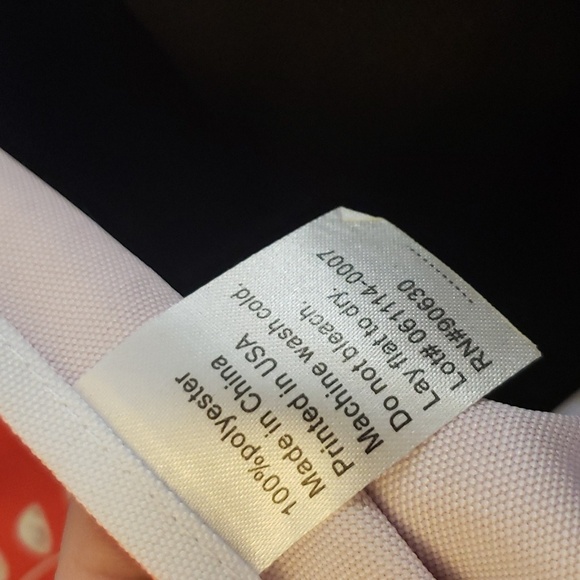 100%polyester
Made in China
Printed in USA
Machine wash cold.
Do not bleach.
Lay flat to dry.
Lot# 061114-0007
RN#90630